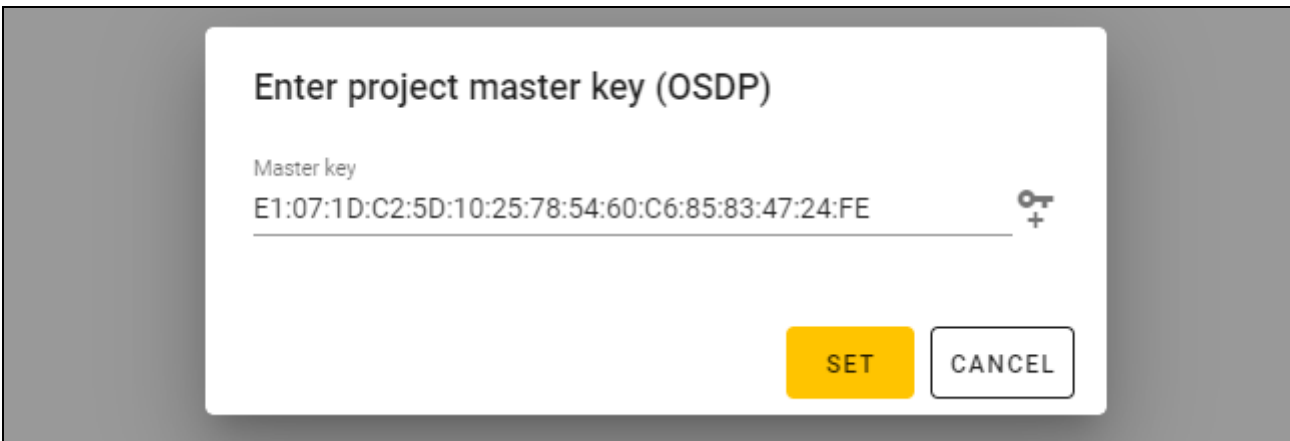 Enter project master key (OSDP)
Master key
E1:07:1D:C2:5D:10:25:78:54:60:C6:85:83:47:24:FE
SET
CANCEL